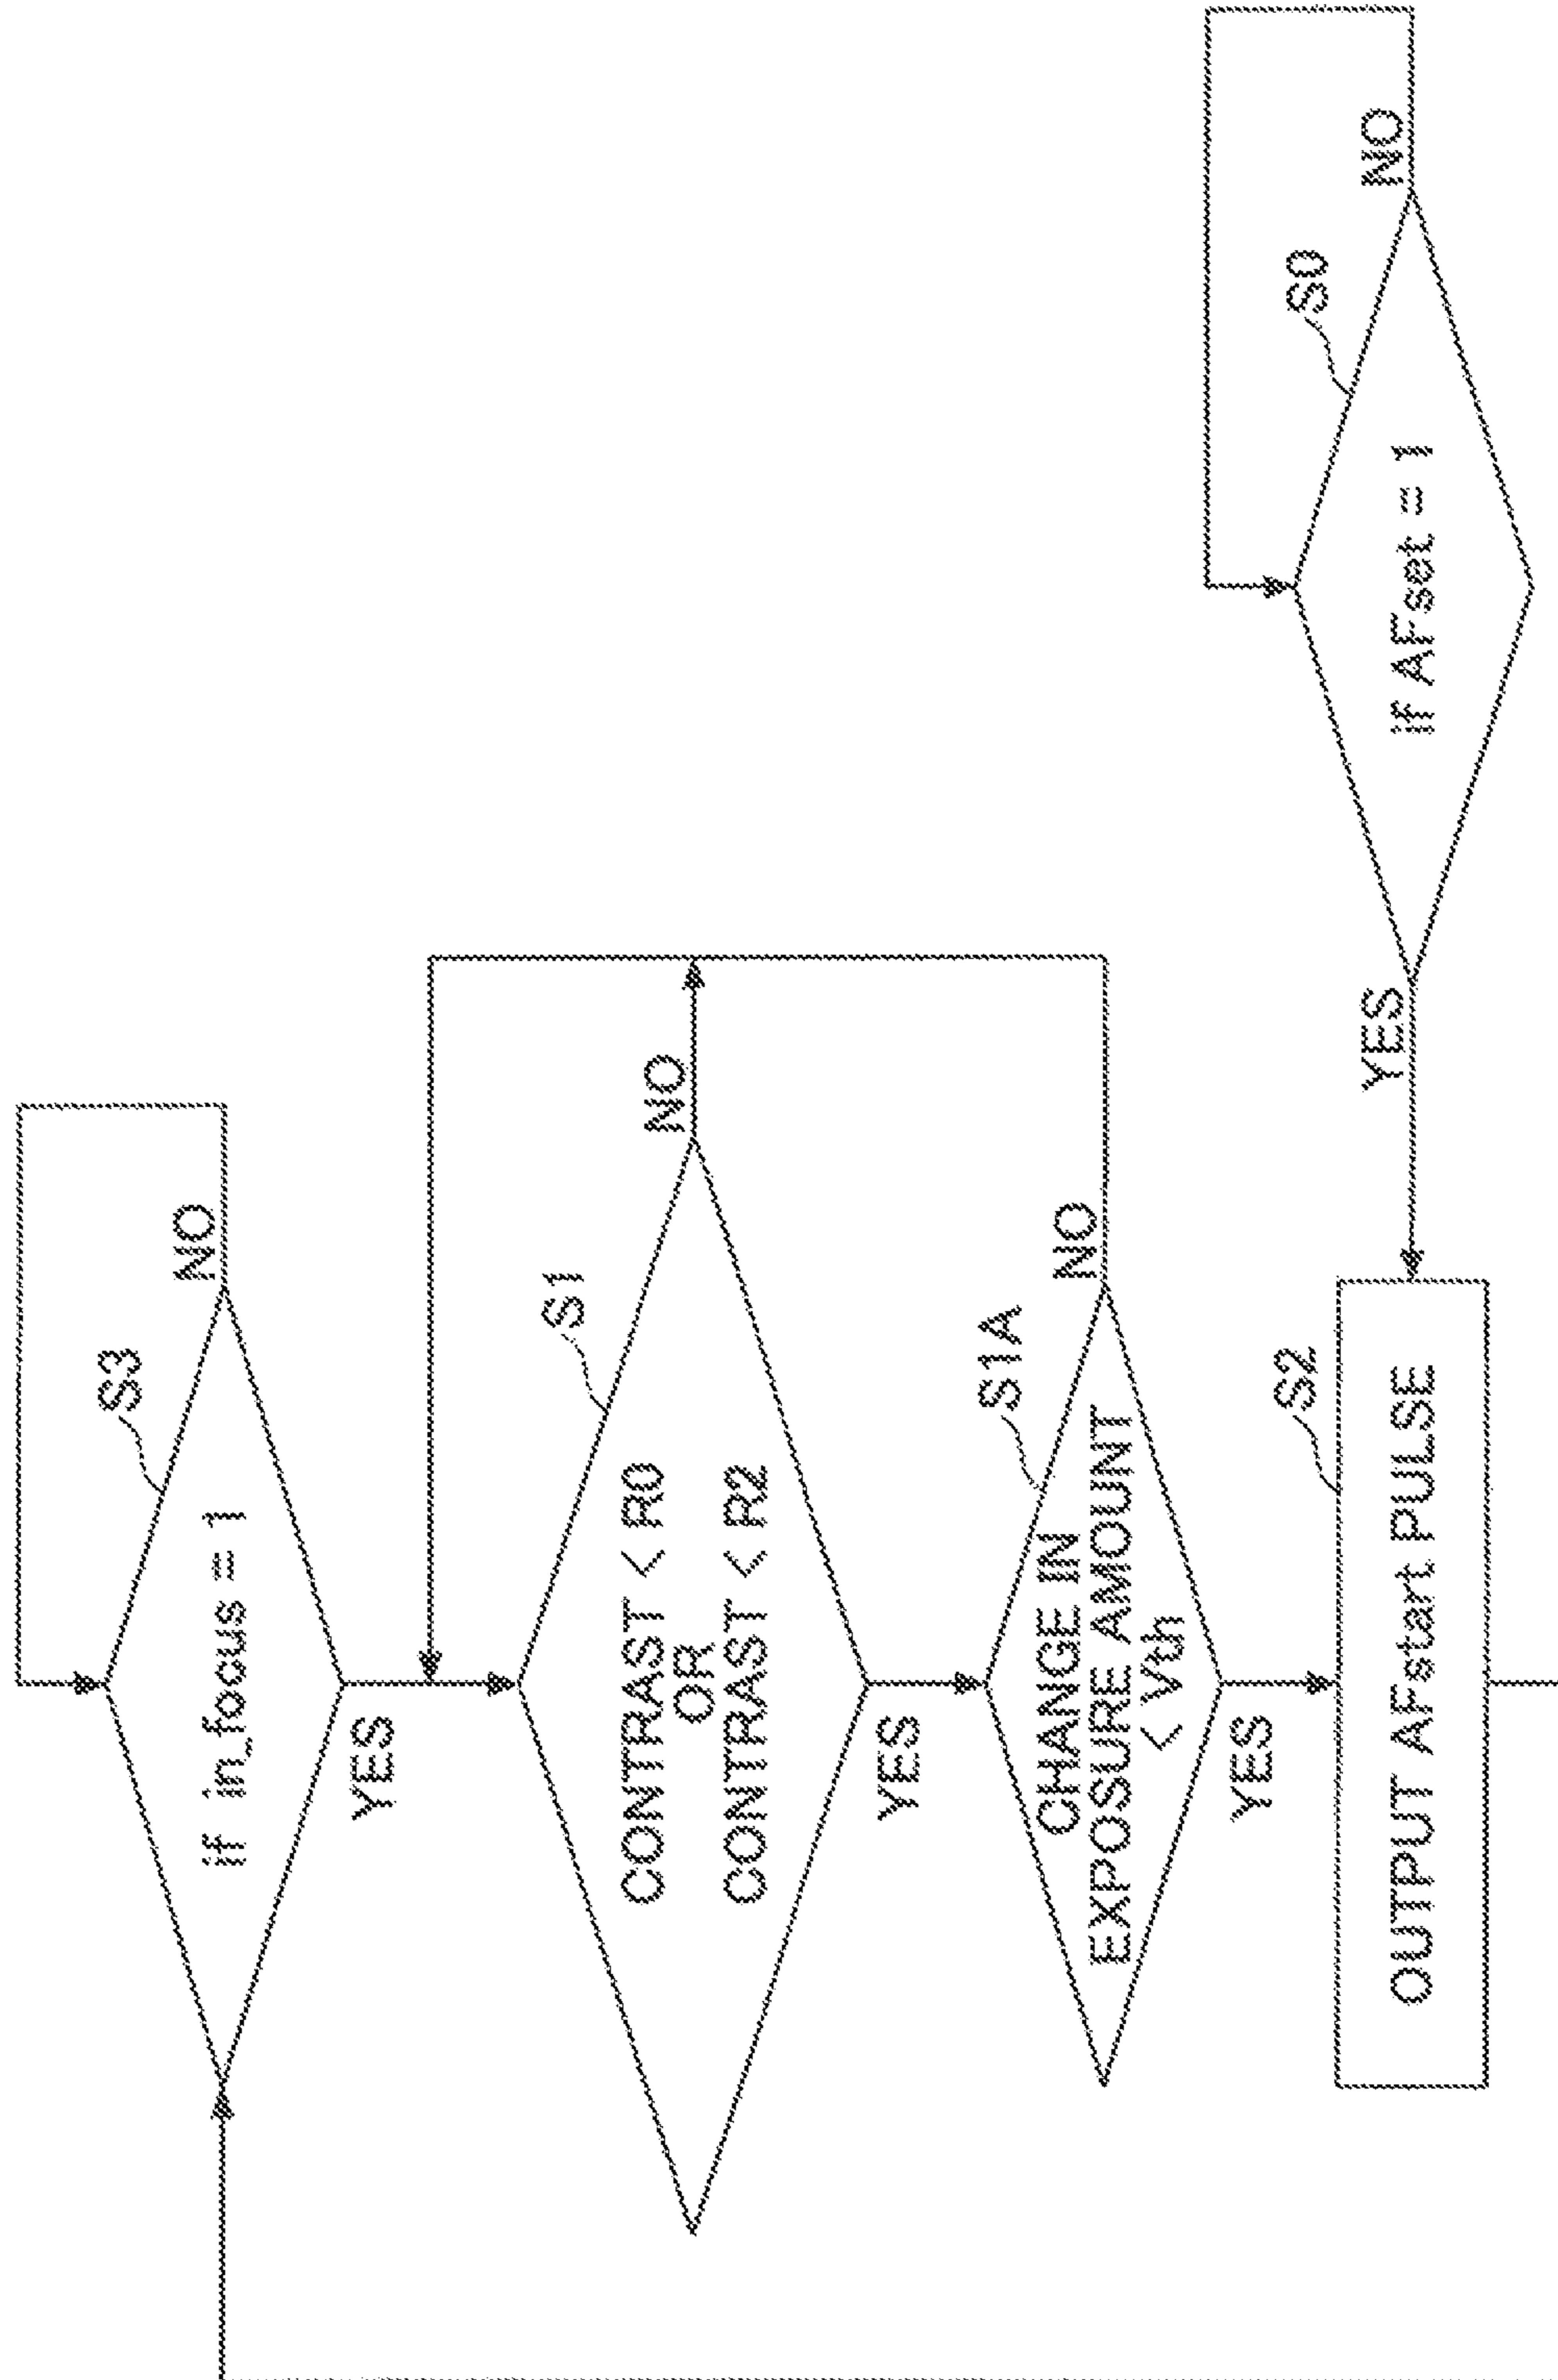 S3
if in_focus = 1
NO
YES
S1
CONTRAST < R0
OR
CONTRAST < R2
NO
YES
S1A
CHANGE IN
EXPOSURE AMOUNT
< Vth
NO
YES
S2
OUTPUT AFstart PULSE
S0
if AFset = 1
NO
YES